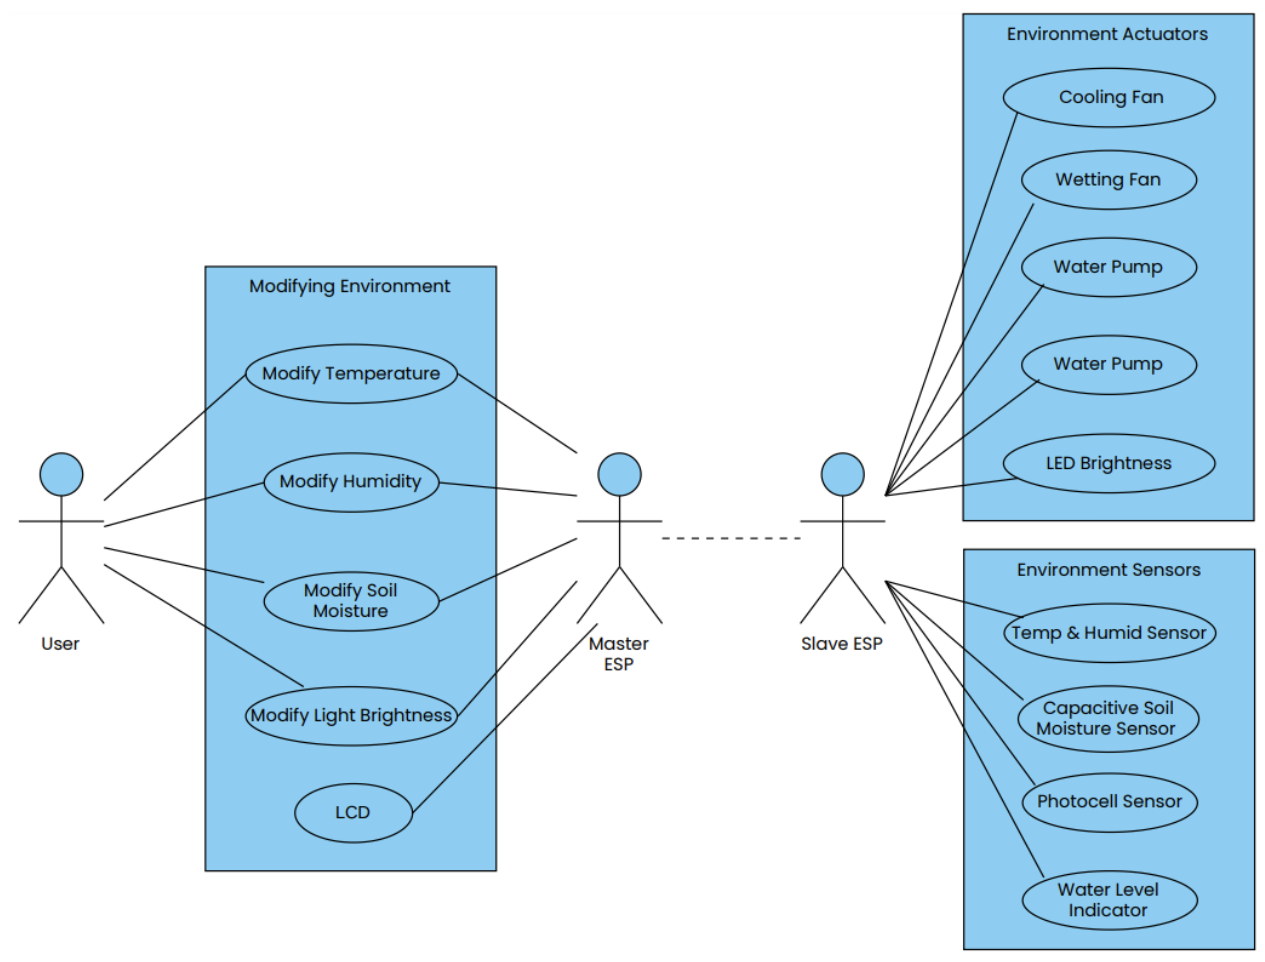 Modifying Environment
Modify Temperature
Modify Humidity
Modify Soil
Moisture
Modify Light Brightness
LCD
User
Master
ESP
Slave ESP
Environment Actuators
Cooling Fan
Wetting Fan
Water Pump
Water Pump
LED Brightness
Environment Sensors
Temp & Humid Sensor
Capacitive Soil
Moisture Sensor
Photocell Sensor
Water Level
Indicator